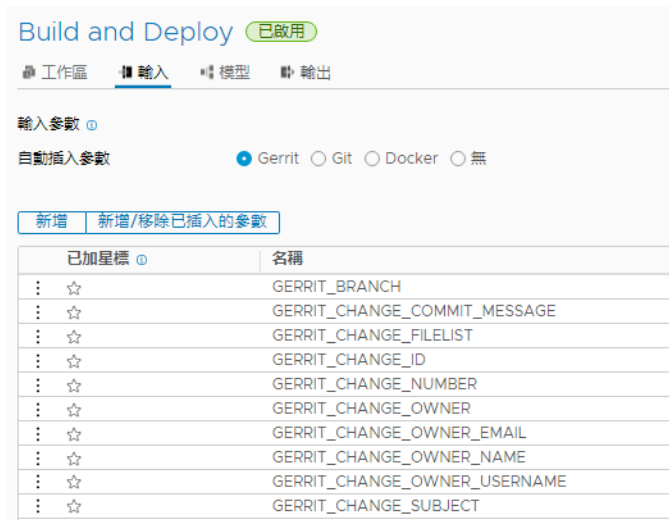 Build and Deploy 已啟用
工作區 輸入 模型 輸出
輸入參數
自動插入參數 Gerrit Git Docker 無
新增 新增/移除已插入的參數
已加星標 名稱
GERRIT_BRANCH
GERRIT_CHANGE_COMMIT_MESSAGE
GERRIT_CHANGE_FILELIST
GERRIT_CHANGE_ID
GERRIT_CHANGE_NUMBER
GERRIT_CHANGE_OWNER
GERRIT_CHANGE_OWNER_EMAIL
GERRIT_CHANGE_OWNER_NAME
GERRIT_CHANGE_OWNER_USERNAME
GERRIT_CHANGE_SUBJECT